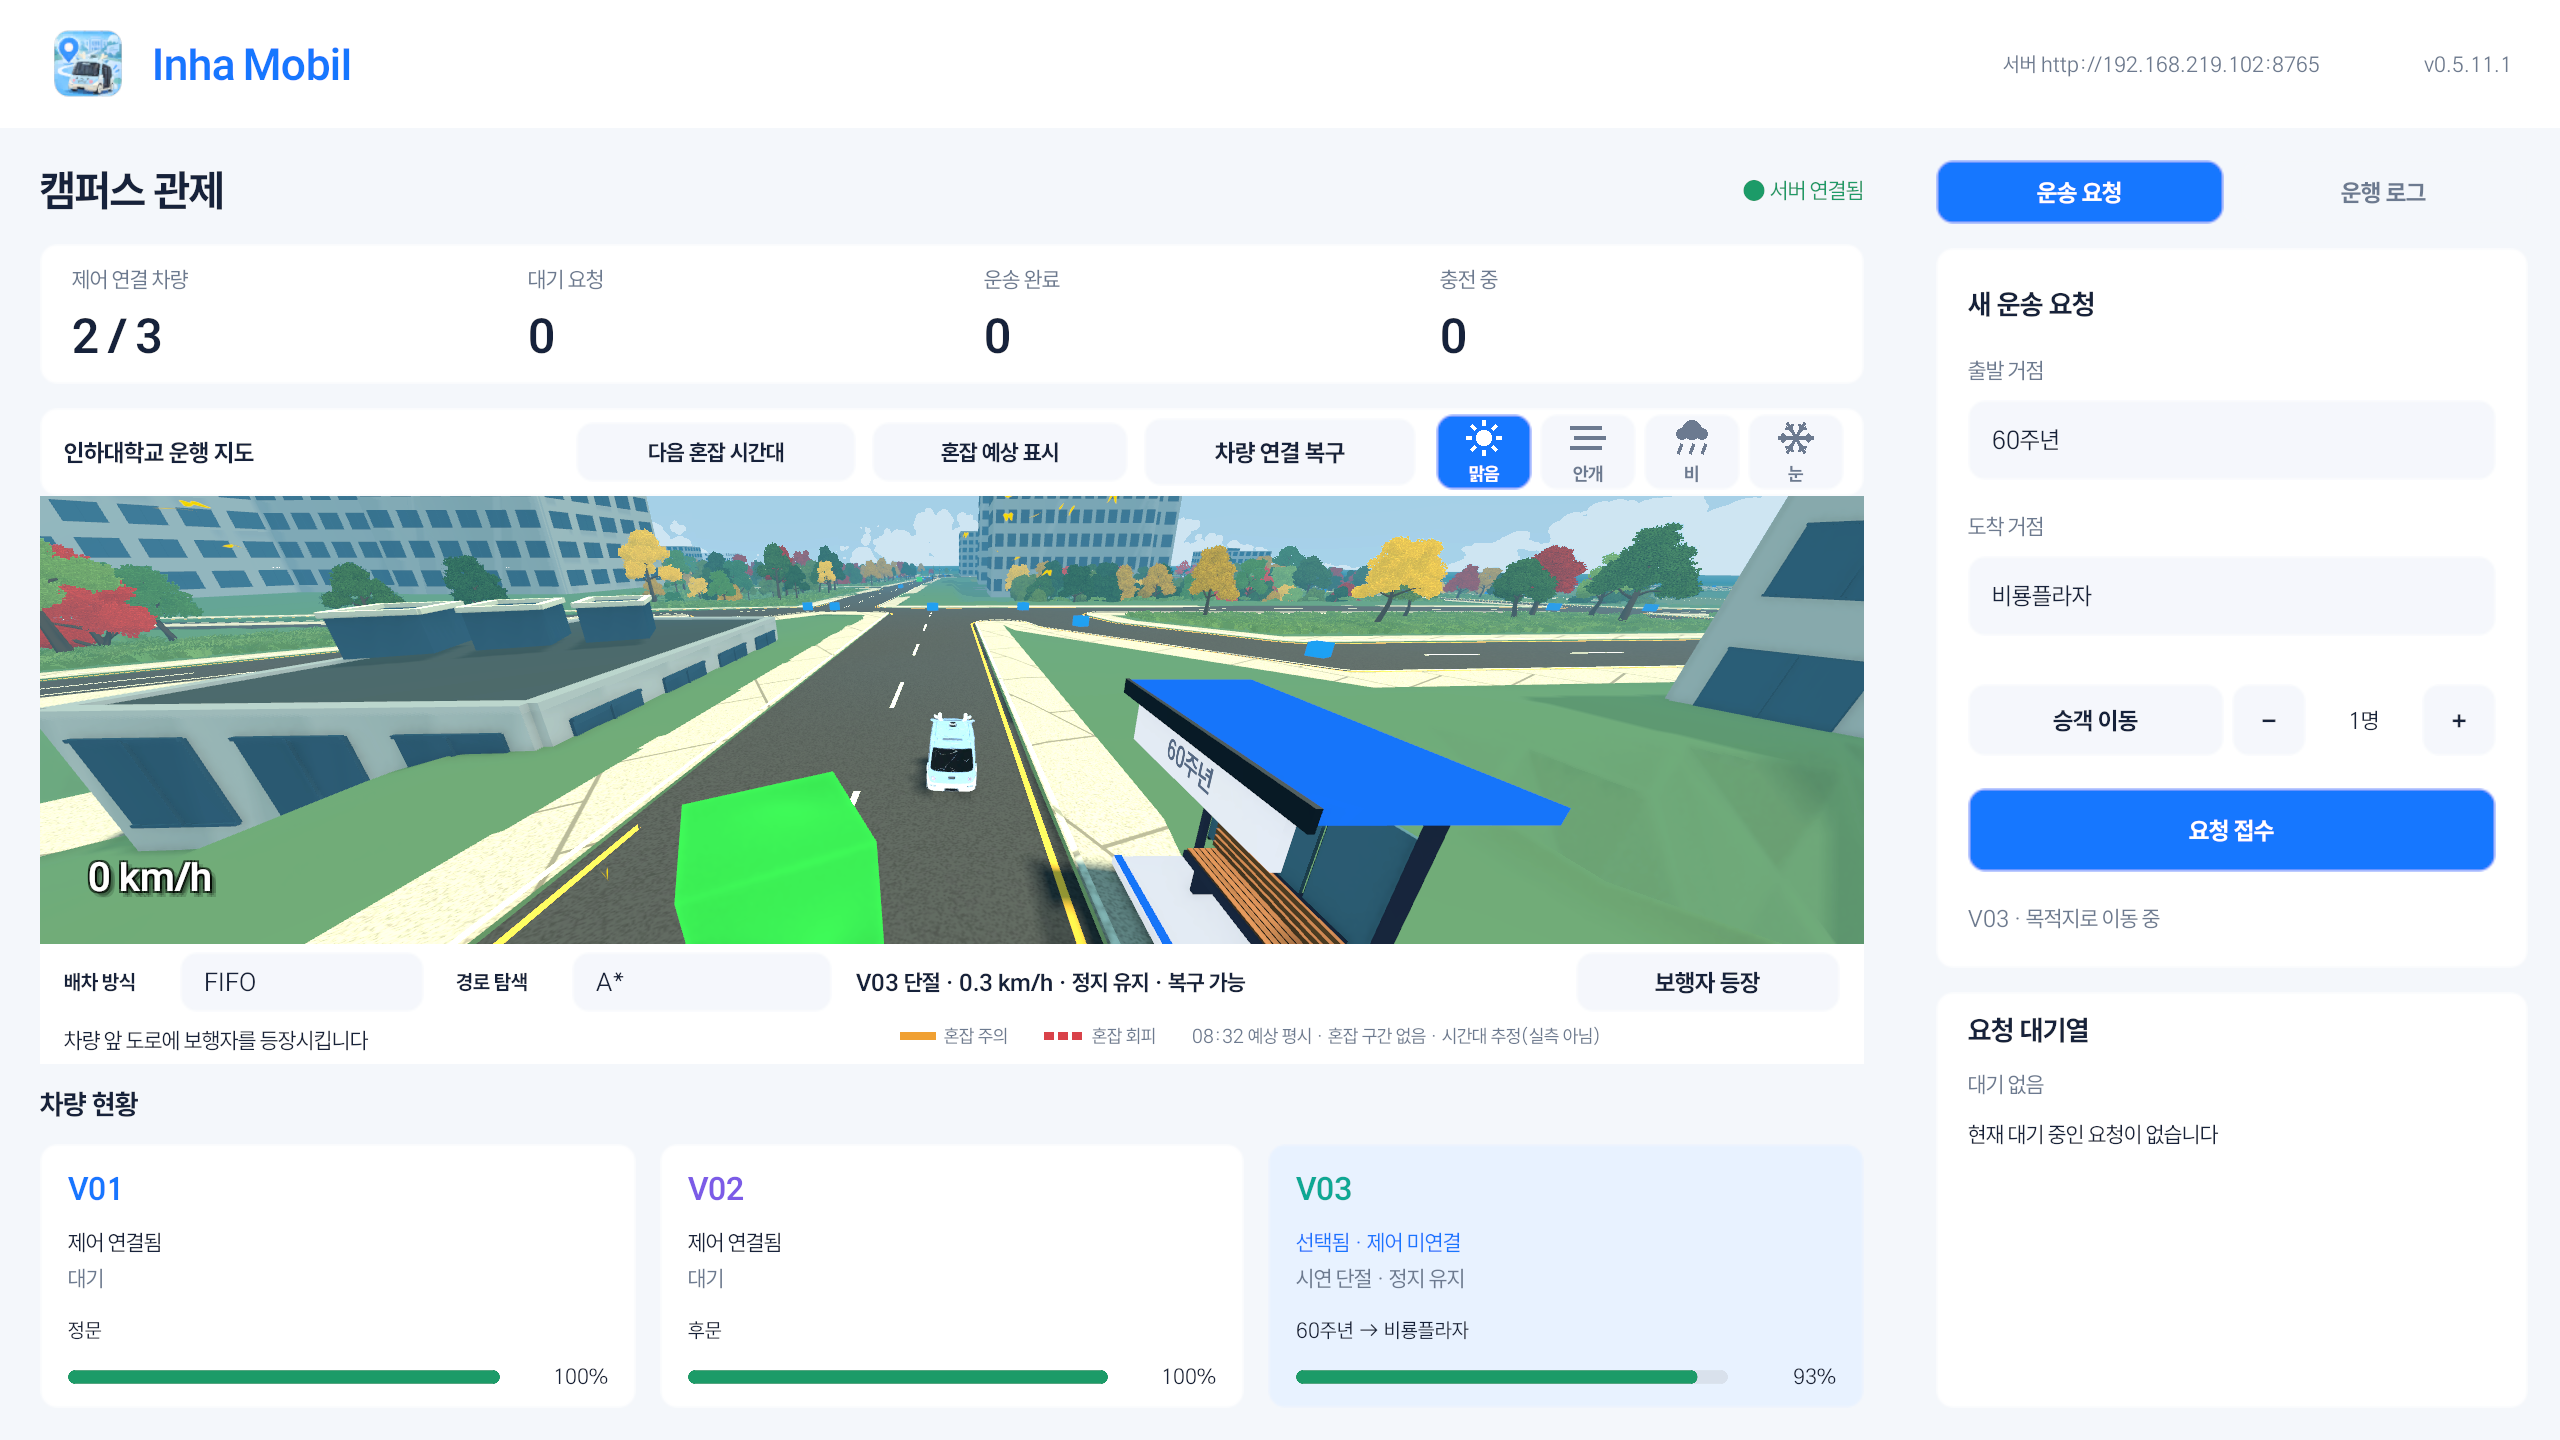 Inha Mobil
서버 http://192.168.219.102:8765
v0.5.11.1
캠퍼스 관제
서버 연결됨
제어 연결 차량
2 / 3
대기 요청
0
운송 완료
0
충전 중
0
인하대학교 운행 지도
다음 혼잡 시간대
혼잡 예상 표시
차량 연결 복구
맑음
안개
비
눈
60주년
0 km/h
배차 방식
FIFO
경로 탐색
A*
V03 단절 · 0.3 km/h · 정지 유지 · 복구 가능
보행자 등장
차량 앞 도로에 보행자를 등장시킵니다
혼잡 주의
혼잡 회피
08:32 예상 평시 · 혼잡 구간 없음 · 시간대 추정(실측 아님)
차량 현황
V01
제어 연결됨
대기
정문
100%
V02
제어 연결됨
대기
후문
100%
V03
선택됨 · 제어 미연결
시연 단절 · 정지 유지
60주년 → 비룡플라자
93%
운송 요청
운행 로그
새 운송 요청
출발 거점
60주년
도착 거점
비룡플라자
승객 이동
−
1명
+
요청 접수
V03 · 목적지로 이동 중
요청 대기열
대기 없음
현재 대기 중인 요청이 없습니다